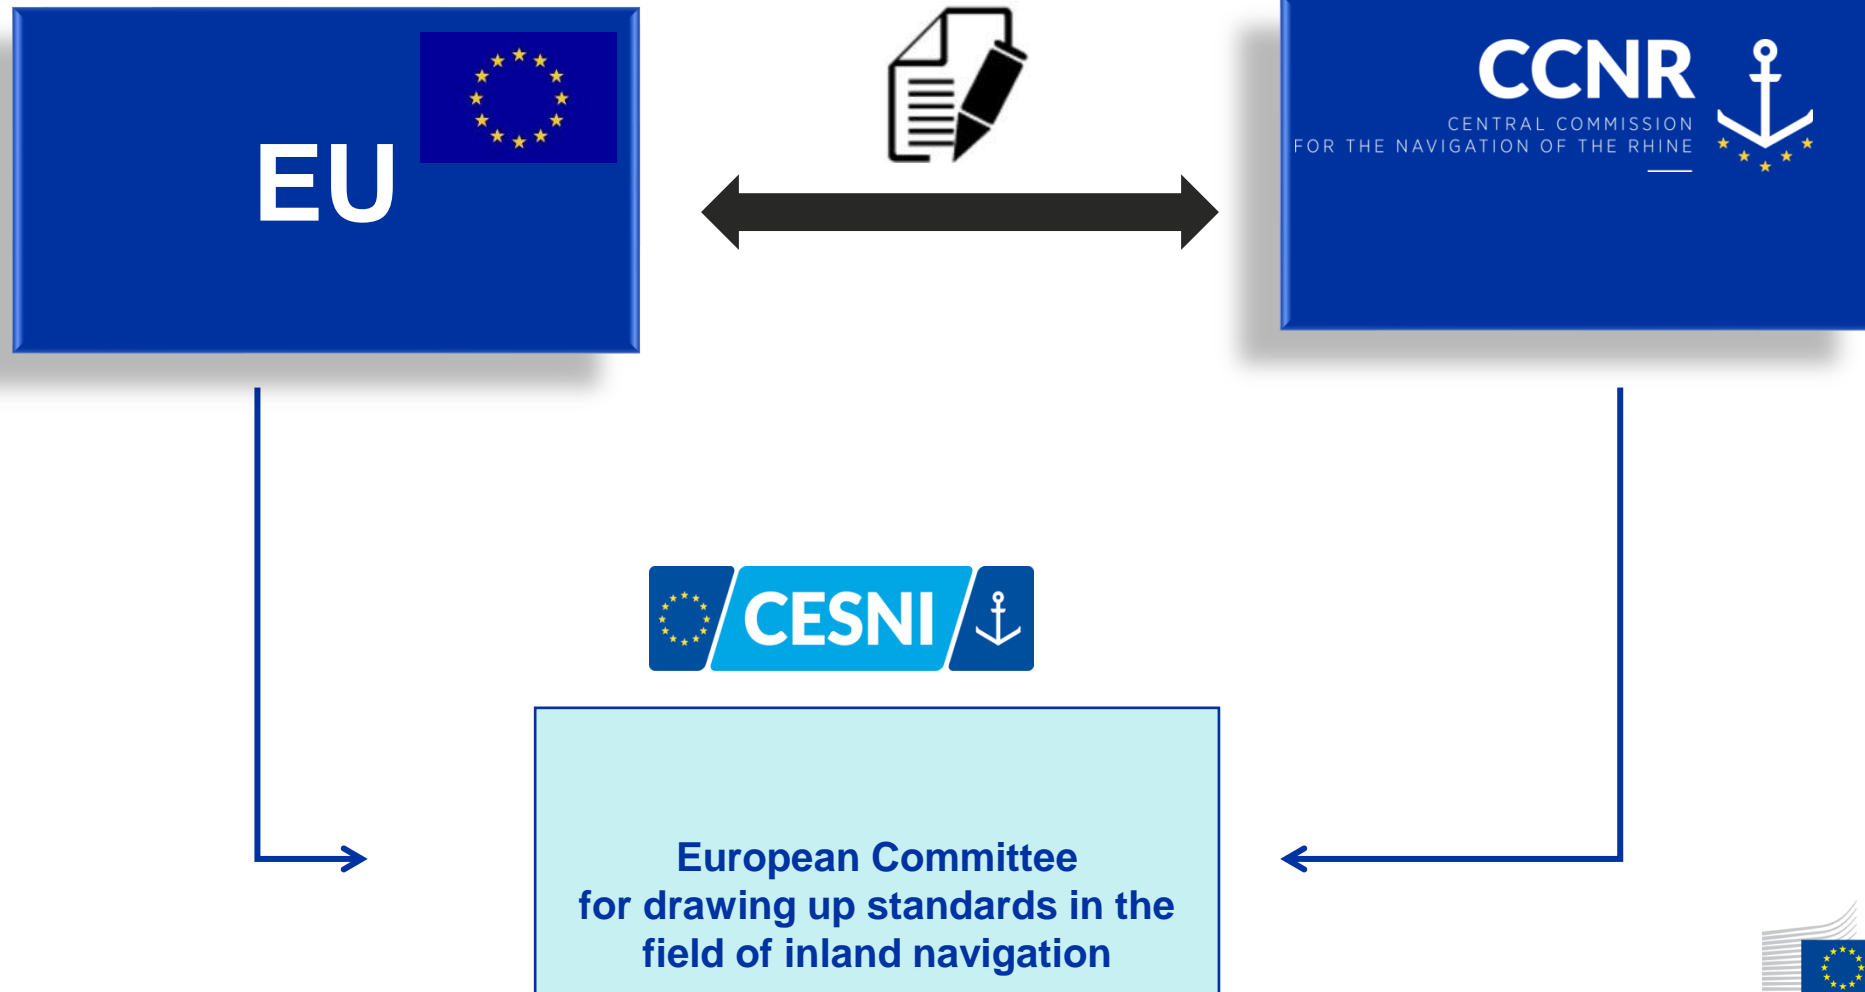 EU
CCNR
CENTRAL COMMISSION
FOR THE NAVIGATION OF THE RHINE
CESNI
European Committee
for drawing up standards in the
field of inland navigation